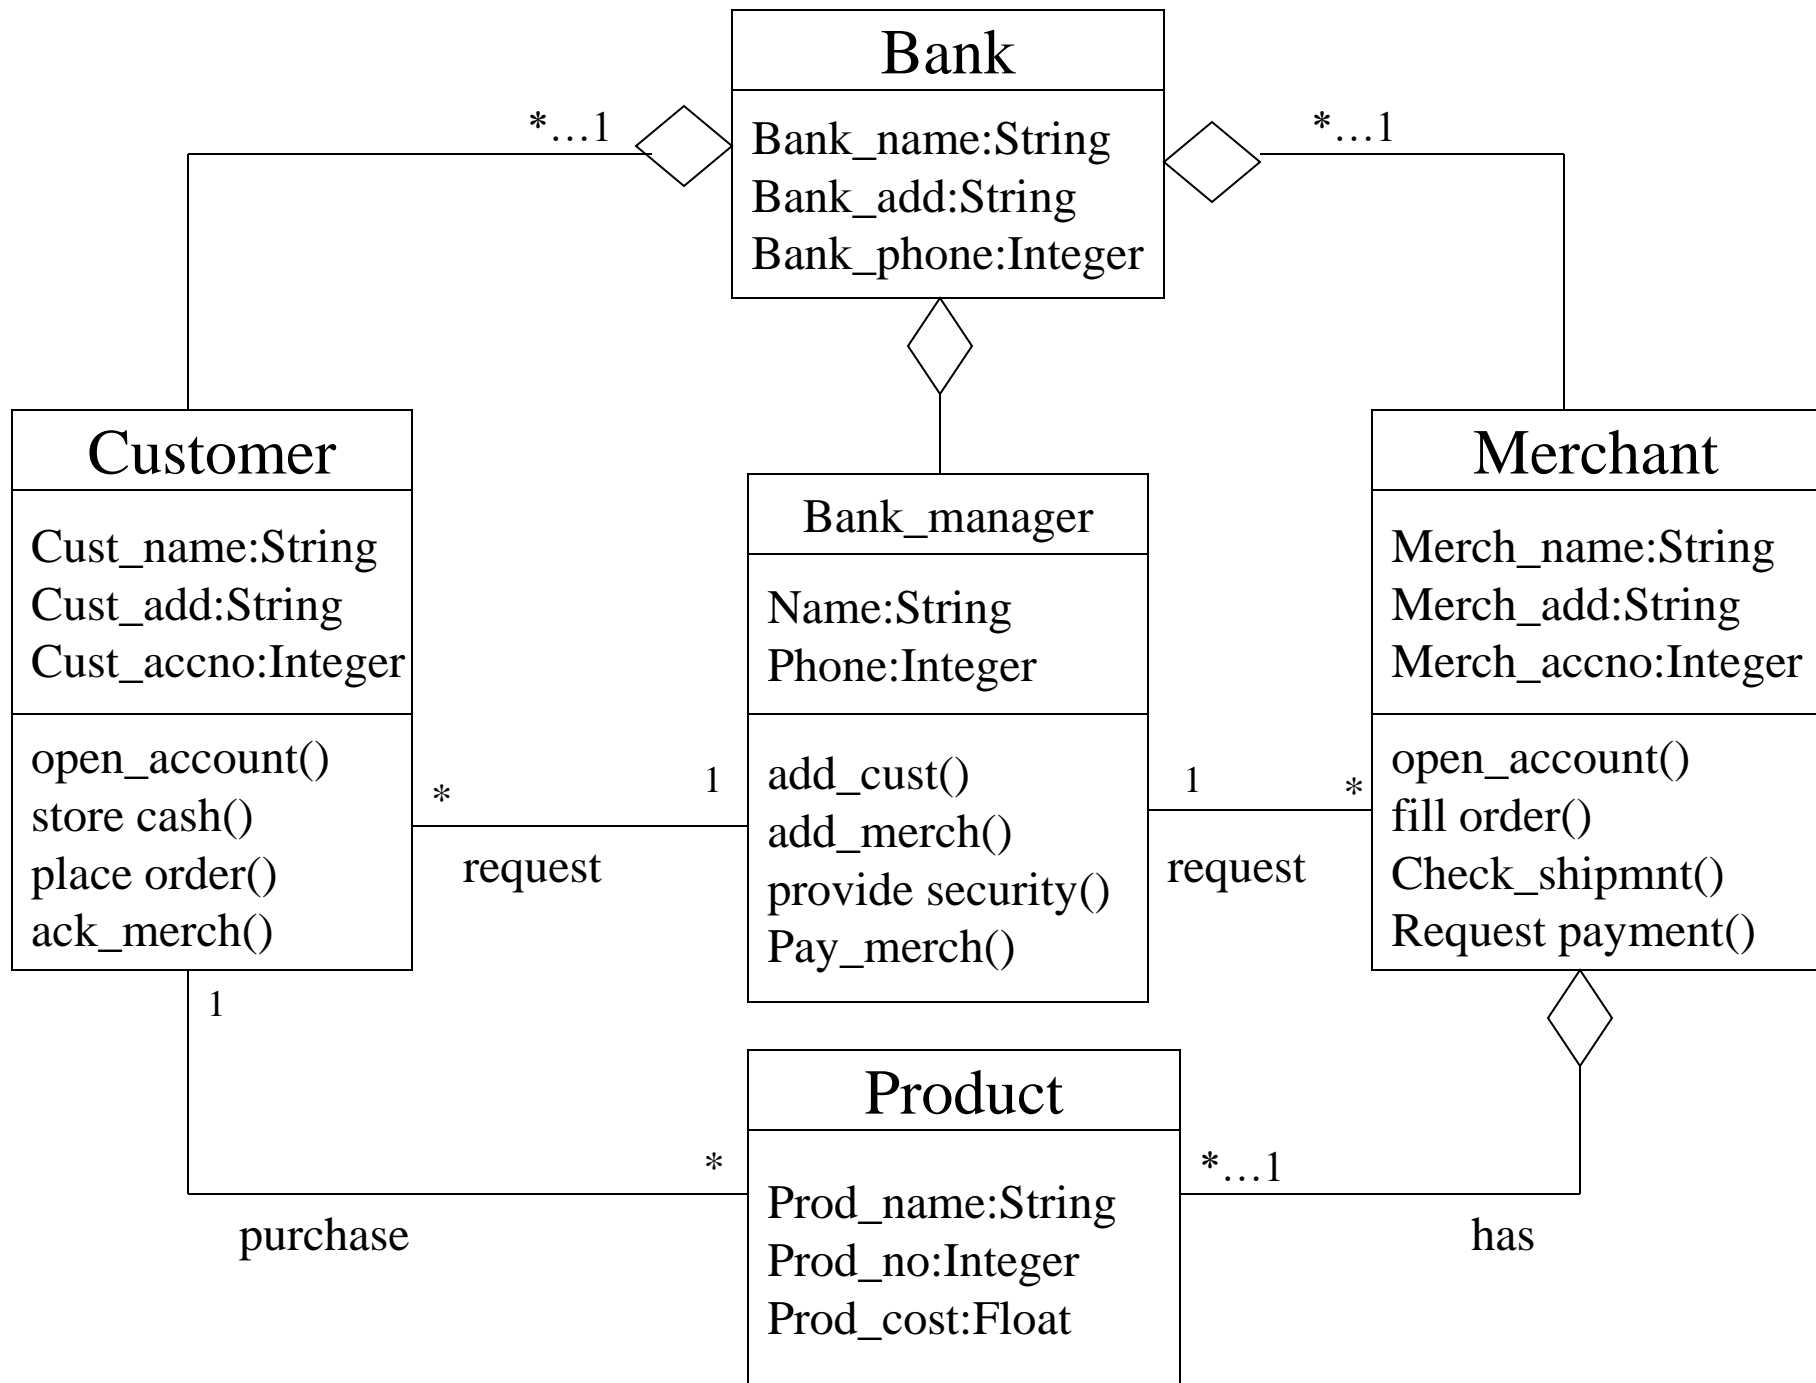 Bank
*…1
Bank_name:String
Bank_add:String
Bank_phone:Integer
*…1
Customer
Cust_name:String
Cust_add:String
Cust_accno:Integer
open_account()
store cash()
place order()
ack_merch()
Bank_manager
Name:String
Phone:Integer
add_cust()
add_merch()
provide security()
Pay_merch()
Merchant
Merch_name:String
Merch_add:String
Merch_accno:Integer
open_account()
fill order()
Check_shipmnt()
Request payment()
*
1
request
1
*
request
1
*
purchase
Product
Prod_name:String
Prod_no:Integer
Prod_cost:Float
*…1
has